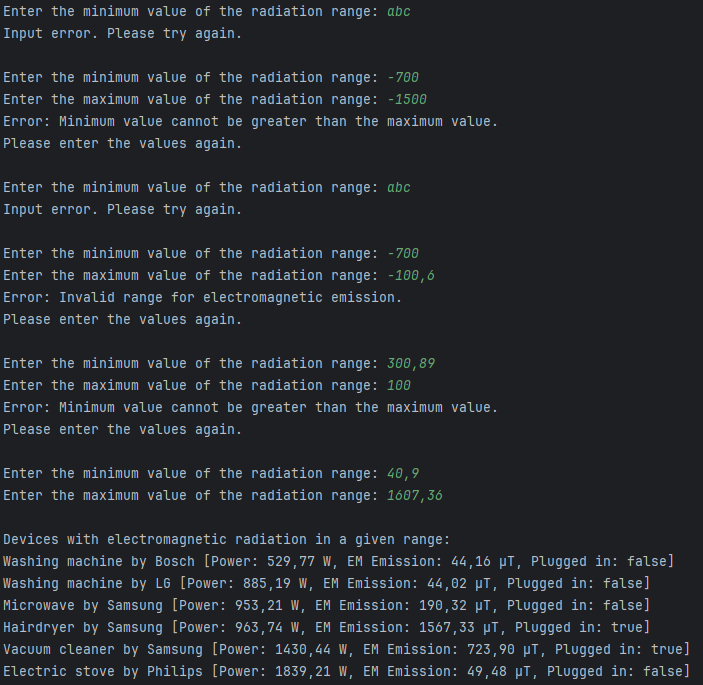 Enter the minimum value of the radiation range: abc
Input error. Please try again.
Enter the minimum value of the radiation range: -700
Enter the maximum value of the radiation range: -1500
Error: Minimum value cannot be greater than the maximum value.
Please enter the values again.
Enter the minimum value of the radiation range: abc
Input error. Please try again.
Enter the minimum value of the radiation range: -700
Enter the maximum value of the radiation range: -100,6
Error: Invalid range for electromagnetic emission.
Please enter the values again.
Enter the minimum value of the radiation range: 300,89
Enter the maximum value of the radiation range: 100
Error: Minimum value cannot be greater than the maximum value.
Please enter the values again.
Enter the minimum value of the radiation range: 40,9
Enter the maximum value of the radiation range: 1607,36
Devices with electromagnetic radiation in a given range:
Washing machine by Bosch [Power: 529,77 W, EM Emission: 44,16 µT, Plugged in: false]
Washing machine by LG [Power: 885,19 W, EM Emission: 44,02 µT, Plugged in: false]
Microwave by Samsung [Power: 953,21 W, EM Emission: 190,32 µT, Plugged in: false]
Hairdryer by Samsung [Power: 963,74 W, EM Emission: 1567,33 µT, Plugged in: true]
Vacuum cleaner by Samsung [Power: 1430,44 W, EM Emission: 723,90 µT, Plugged in: true]
Electric stove by Philips [Power: 1839,21 W, EM Emission: 49,48 µT, Plugged in: false]